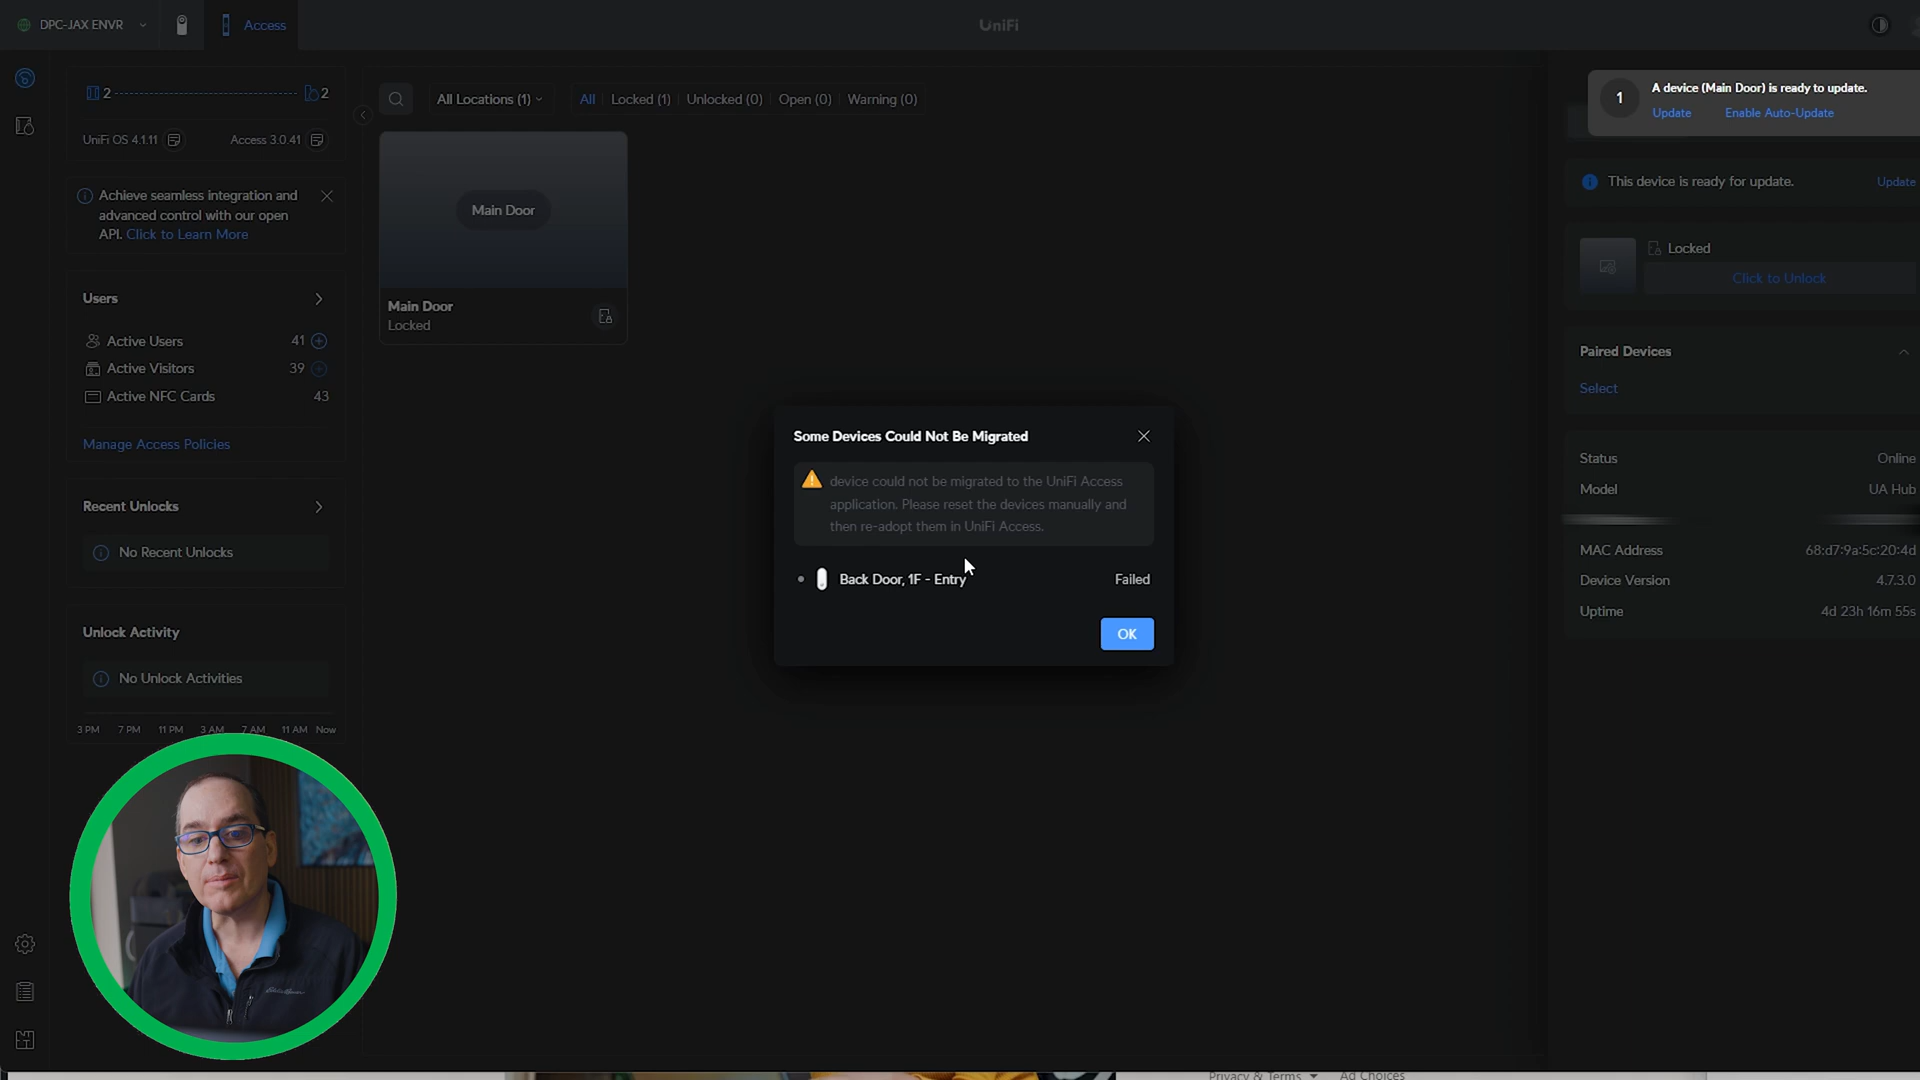 DPC-JAX ENVR
Access
UniFi
2
2
UniFi OS 4.1.11
Access 3.0.41
Achieve seamless integration and
advanced control with our open
API. Click to Learn More
Users
Active Users 41
Active Visitors 39
Active NFC Cards 43
Manage Access Policies
Recent Unlocks
No Recent Unlocks
Unlock Activity
No Unlock Activities
3 PM 7 PM 11 PM 3 AM 7 AM 11 AM Now
All Locations (1)
All Locked (1) Unlocked (0) Open (0) Warning (0)
Main Door
Main Door
Locked
Some Devices Could Not Be Migrated
device could not be migrated to the UniFi Access
application. Please reset the devices manually and
then re-adopt them in UniFi Access.
Back Door, 1F - Entry Failed
OK
1
A device (Main Door) is ready to update.
Update Enable Auto-Update
This device is ready for update. Update
Locked
Click to Unlock
Paired Devices
Select
Status Online
Model UA Hub
MAC Address 68:d7:9a:5c:20:4d
Device Version 4.7.3.0
Uptime 4d 23h 16m 55s
Eddie Bauer
Privacy & Terms Ad Choices